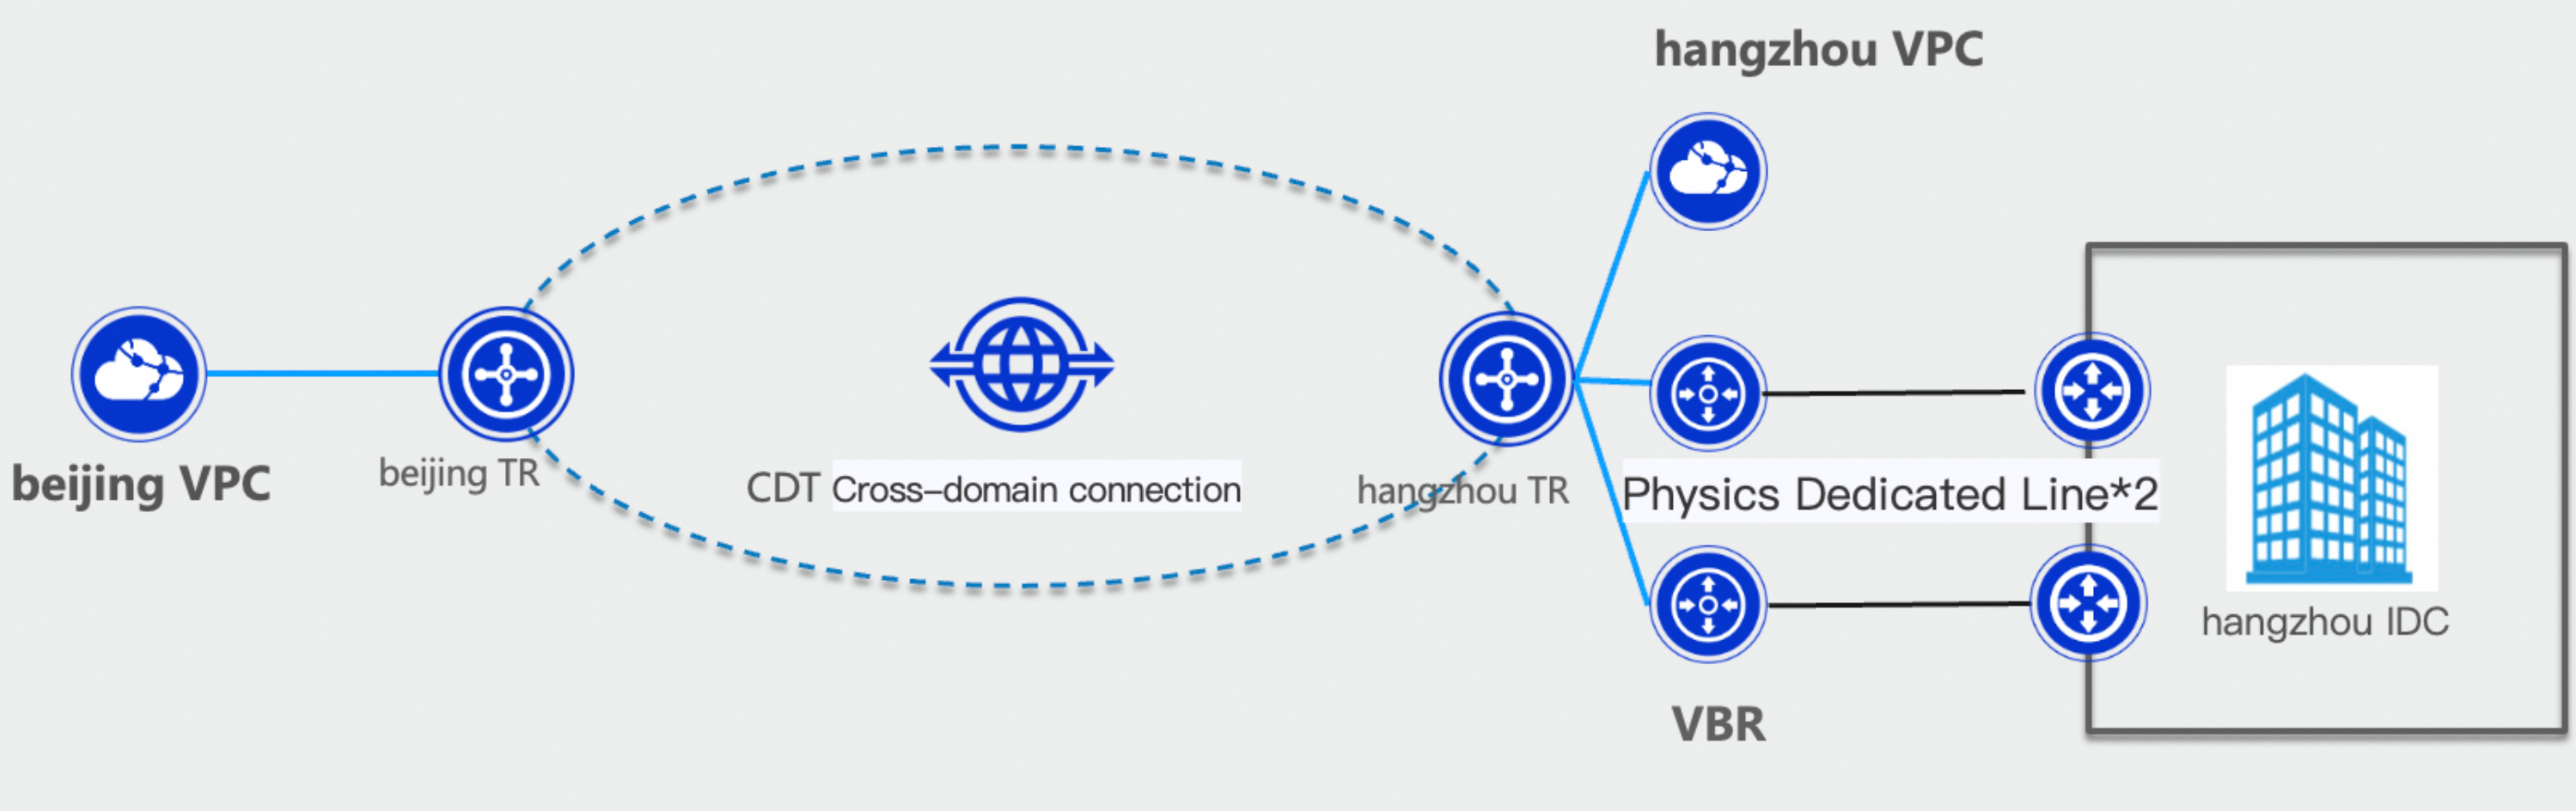 hangzhou VPC
beijing VPC
beijing TR
CDT Cross-domain connection
hangzhou TR
Physics Dedicated Line*2
hangzhou IDC
VBR